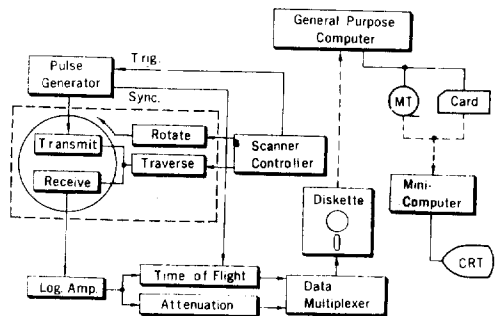 General Purpose
Computer
Pulse
Generator
Trig.
Sync.
MT
Card
Rotate
Transmit
Traverse
Scanner
Controller
Receive
Diskette
Mini-
Computer
CRT
Log. Amp.
Time of Flight
Attenuation
Data
Multiplexer